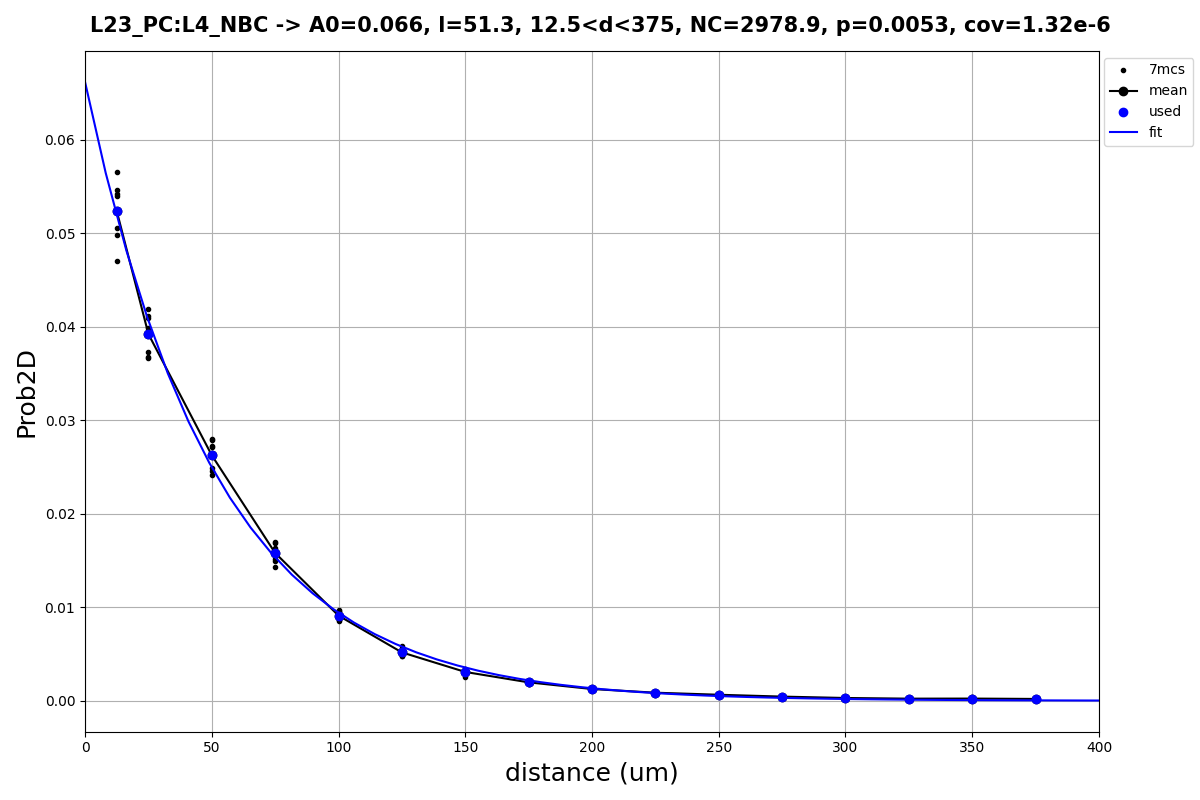 L23_PC:L4_NBC -> A0=0.066, l=51.3, 12.5<d<375, NC=2978.9, p=0.0053, cov=1.32e-6
7mcs
mean
used
fit
Prob2D
0.06
0.05
0.04
0.03
0.02
0.01
0.00
0
50
100
150
200
250
300
350
400
distance (um)